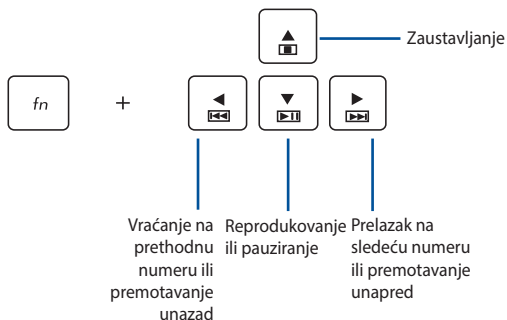 Zaustavljanje
fn
+
Vraćanje na
prethodnu
numeru ili
premotavanje
unazad
Reprodukovanje
ili pauziranje
Prelazak na
sledeću numeru
ili premotavanje
unapred